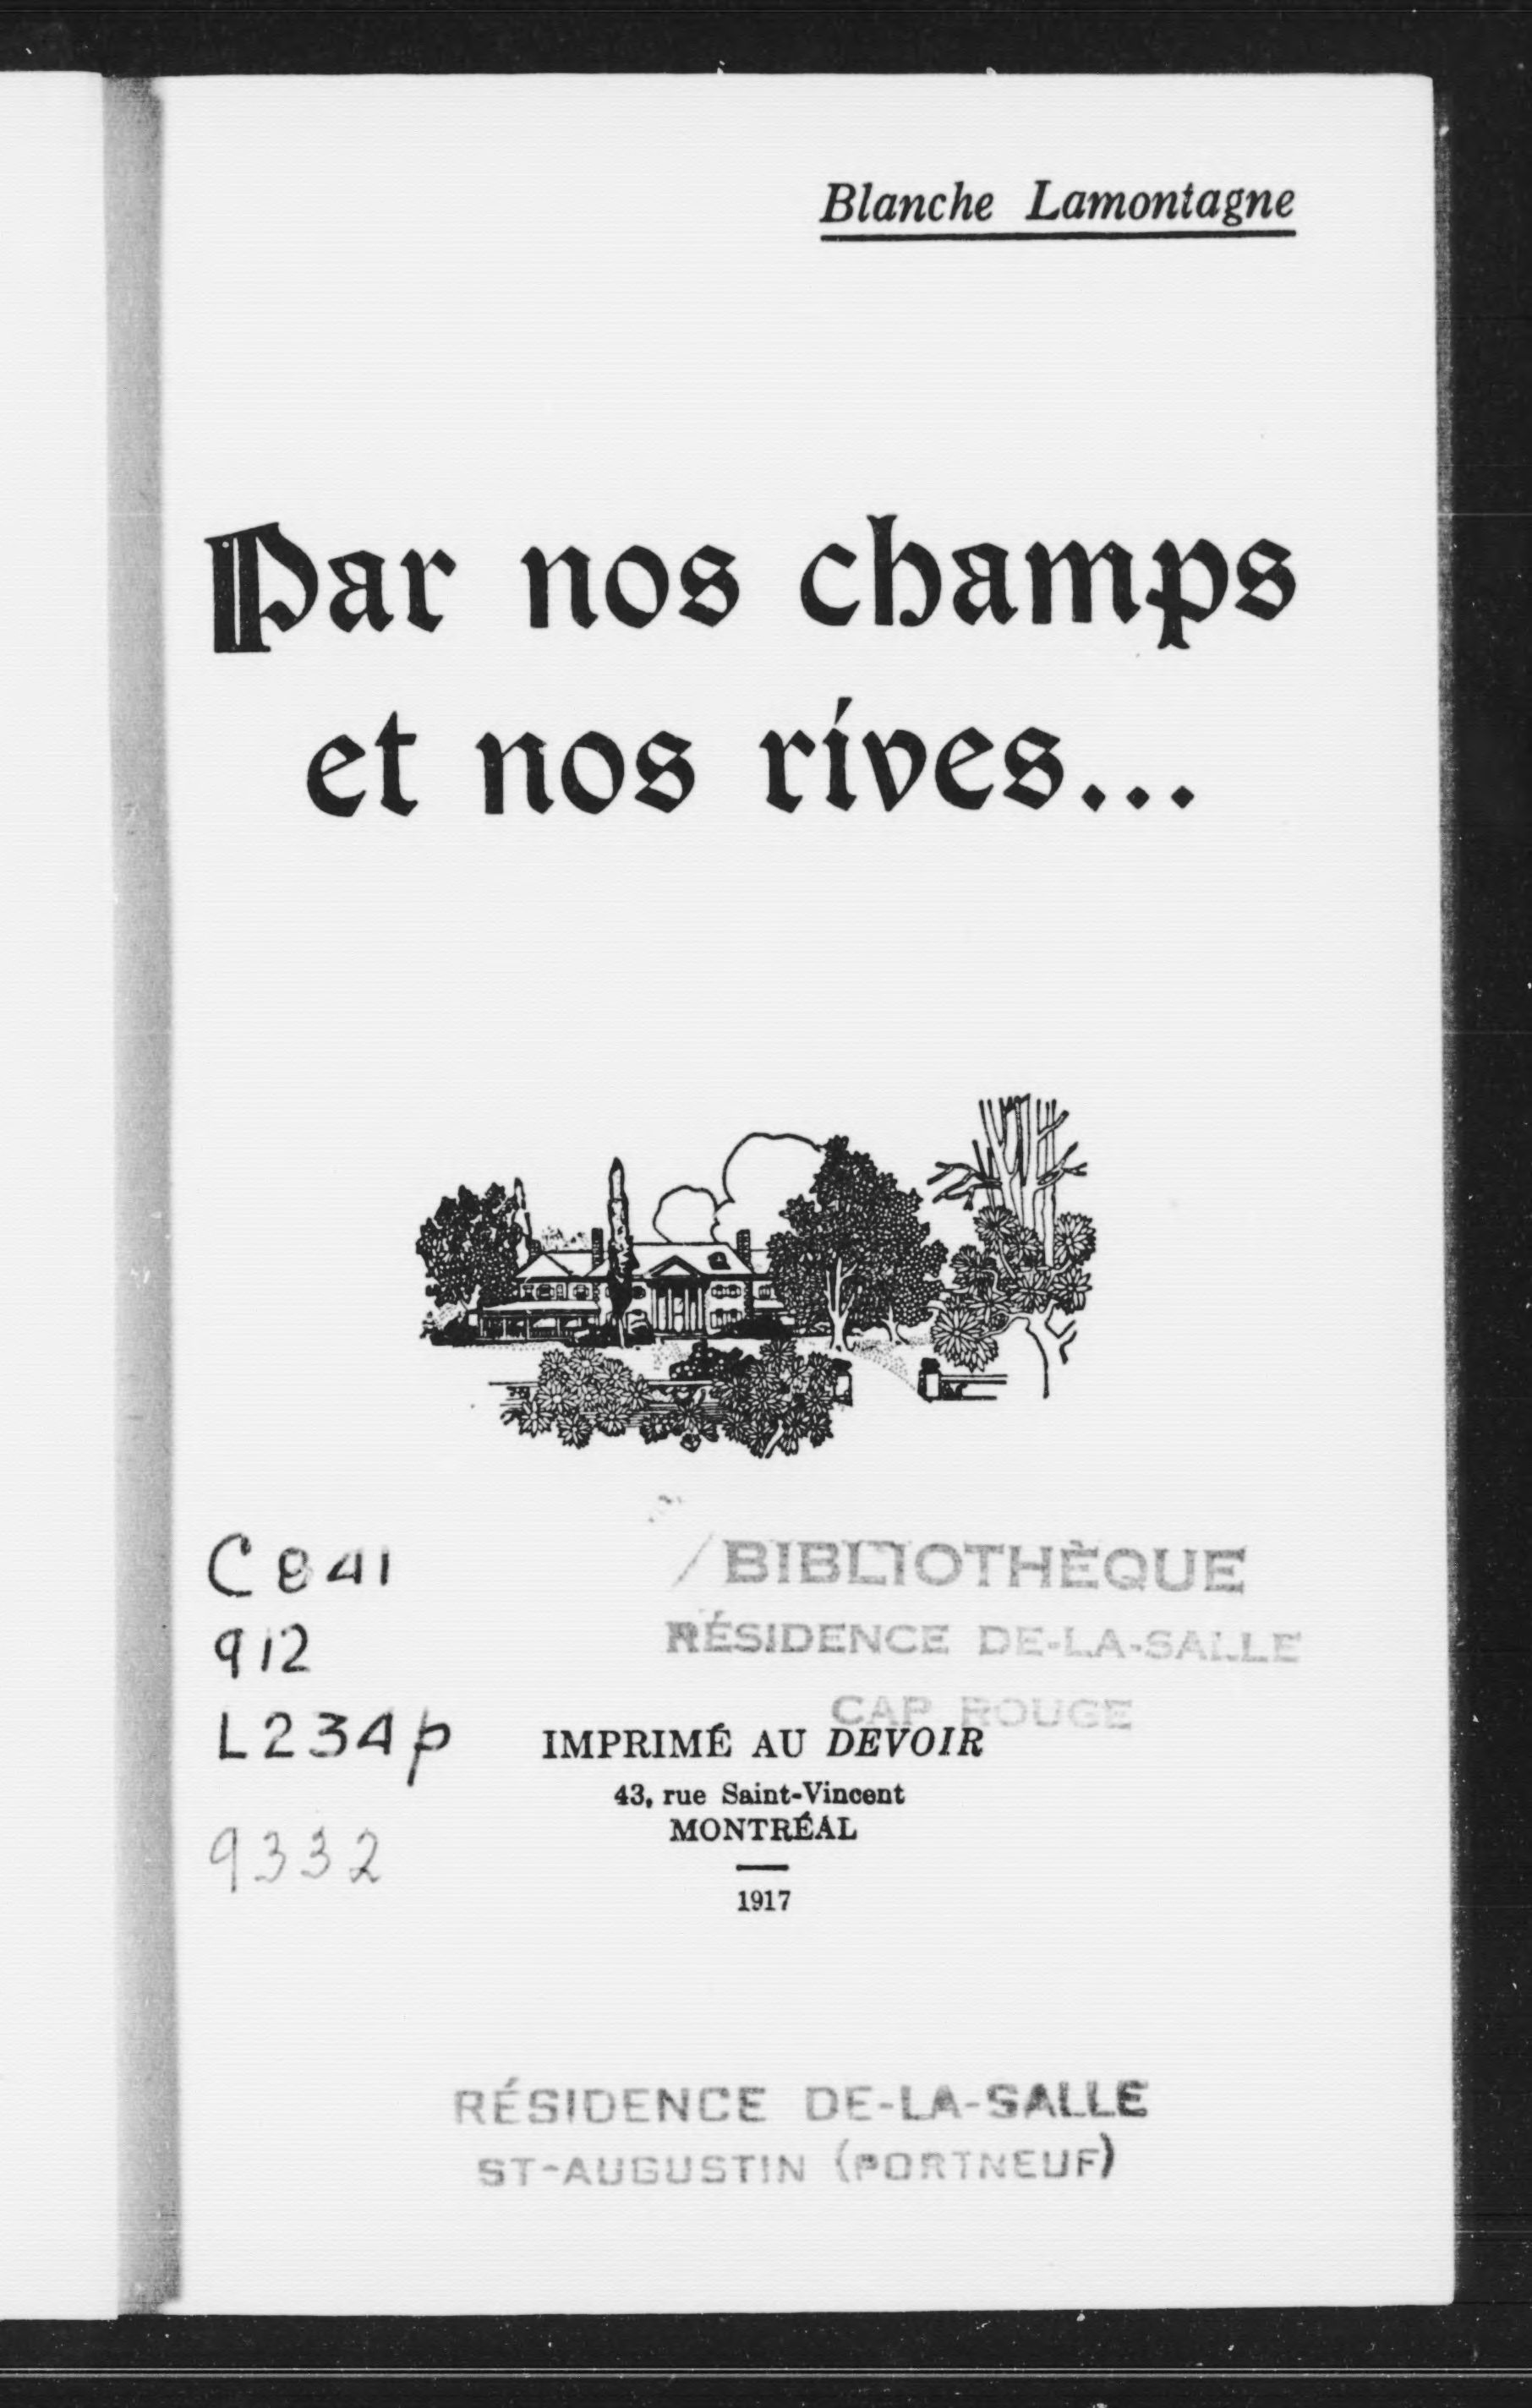 Blanche Lamontagne
Par nos champs
et nos rives...
C 841
912
L234p
9332
BIBLIOTHÈQUE
RÉSIDENCE DE-LA-SALLE
CAP ROUGE
IMPRIMÉ AU DEVOIR
43, rue Saint-Vincent
MONTRÉAL
1917
RÉSIDENCE DE-LA-SALLE
ST-AUGUSTIN (PORTNEUF)